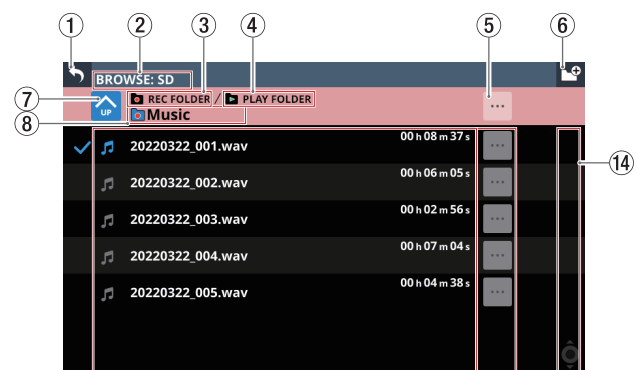 ① ② ③ ④ ⑤ ⑥
BROWSE: SD
⑦ UP REC FOLDER / PLAY FOLDER ...
⑧ Music
20220322_001.wav 00 h 08 m 37 s ...
⑭
20220322_002.wav 00 h 06 m 05 s ...
20220322_003.wav 00 h 02 m 56 s ...
20220322_004.wav 00 h 07 m 04 s ...
20220322_005.wav 00 h 04 m 38 s ...